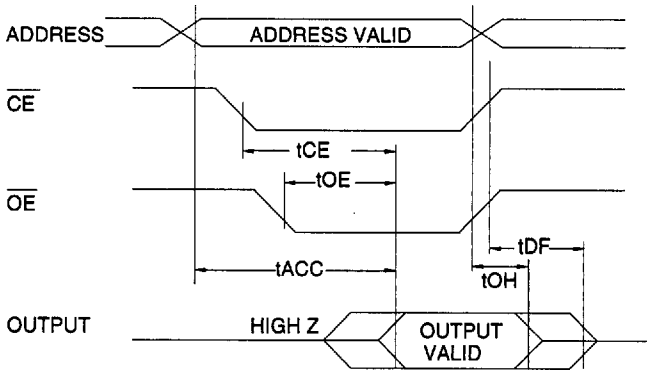 ADDRESS
ADDRESS VALID
CE
tCE
tOE
OE
tDF
tACC
tOH
OUTPUT
HIGH Z
OUTPUT
VALID